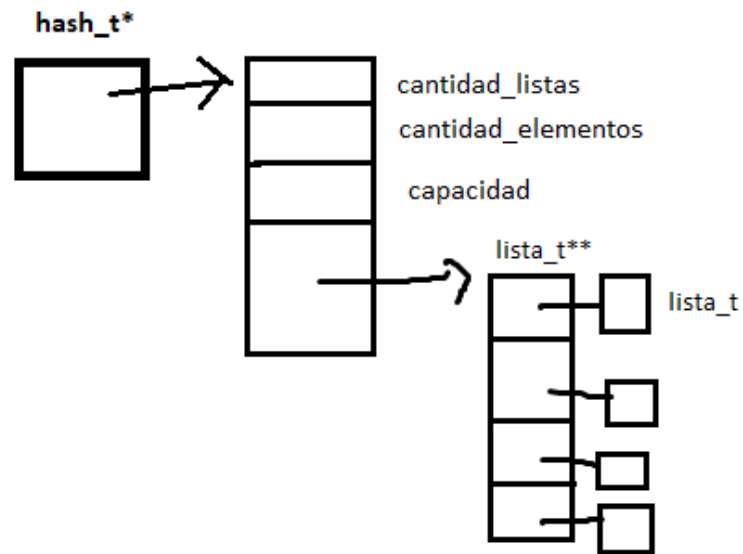 hash_t*
cantidad_listas
cantidad_elementos
capacidad
lista_t**
lista_t